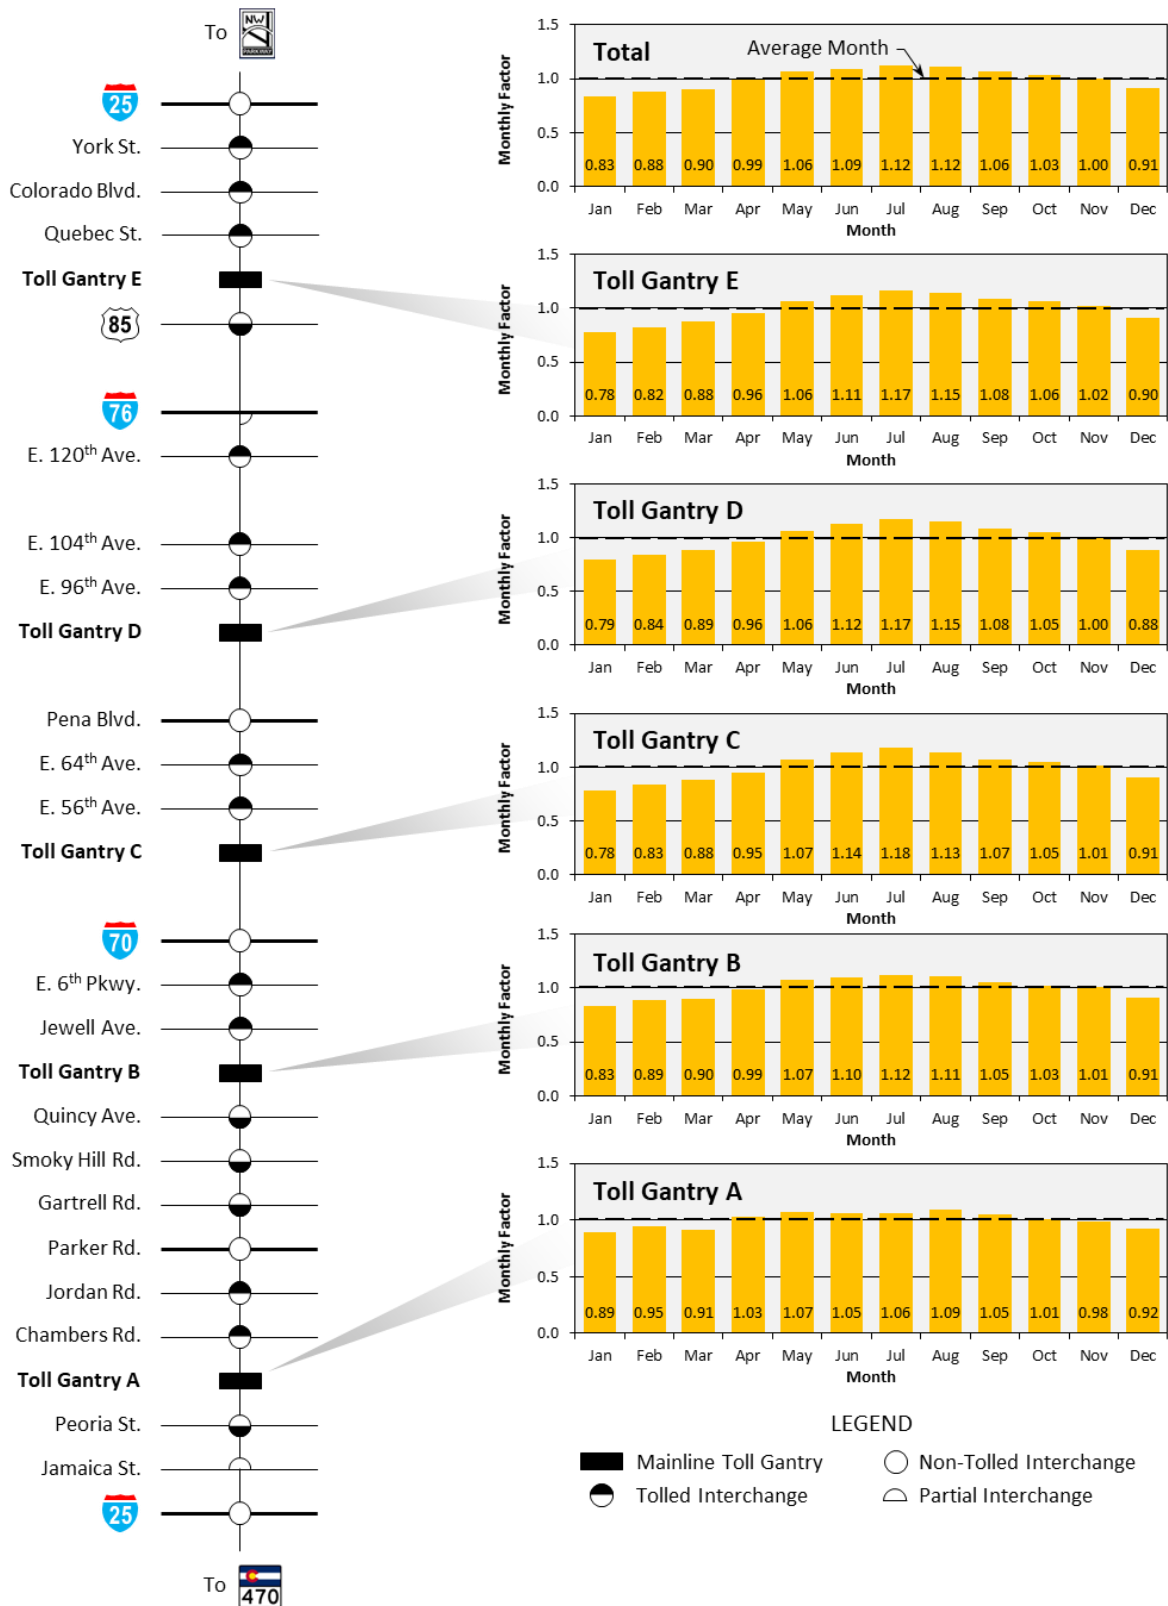 To
NW
PARKWAY
25
York St.
Colorado Blvd.
Quebec St.
Toll Gantry E
85
76
E. 120th Ave.
E. 104th Ave.
E. 96th Ave.
Toll Gantry D
Pena Blvd.
E. 64th Ave.
E. 56th Ave.
Toll Gantry C
70
E. 6th Pkwy.
Jewell Ave.
Toll Gantry B
Quincy Ave.
Smoky Hill Rd.
Gartrell Rd.
Parker Rd.
Jordan Rd.
Chambers Rd.
Toll Gantry A
Peoria St.
Jamaica St.
25
To
470
Total
Average Month
Monthly Factor
1.5
1.0
0.5
0.0
0.83 0.88 0.90 0.99 1.06 1.09 1.12 1.12 1.06 1.03 1.00 0.91
Jan Feb Mar Apr May Jun Jul Aug Sep Oct Nov Dec
Month
Toll Gantry E
Monthly Factor
1.5
1.0
0.5
0.0
0.78 0.82 0.88 0.96 1.06 1.11 1.17 1.15 1.08 1.06 1.02 0.90
Jan Feb Mar Apr May Jun Jul Aug Sep Oct Nov Dec
Month
Toll Gantry D
Monthly Factor
1.5
1.0
0.5
0.0
0.79 0.84 0.89 0.96 1.06 1.12 1.17 1.15 1.08 1.05 1.00 0.88
Jan Feb Mar Apr May Jun Jul Aug Sep Oct Nov Dec
Month
Toll Gantry C
Monthly Factor
1.5
1.0
0.5
0.0
0.78 0.83 0.88 0.95 1.07 1.14 1.18 1.13 1.07 1.05 1.01 0.91
Jan Feb Mar Apr May Jun Jul Aug Sep Oct Nov Dec
Month
Toll Gantry B
Monthly Factor
1.5
1.0
0.5
0.0
0.83 0.89 0.90 0.99 1.07 1.10 1.12 1.11 1.05 1.03 1.01 0.91
Jan Feb Mar Apr May Jun Jul Aug Sep Oct Nov Dec
Month
Toll Gantry A
Monthly Factor
1.5
1.0
0.5
0.0
0.89 0.95 0.91 1.03 1.07 1.05 1.06 1.09 1.05 1.01 0.98 0.92
Jan Feb Mar Apr May Jun Jul Aug Sep Oct Nov Dec
Month
LEGEND
Mainline Toll Gantry
Non-Tolled Interchange
Tolled Interchange
Partial Interchange